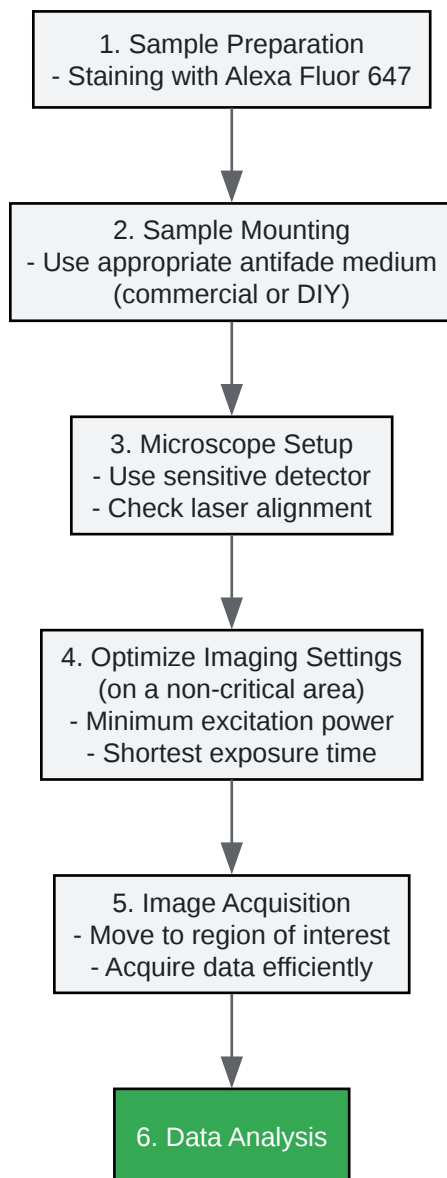 1. Sample Preparation
- Staining with Alexa Fluor 647
2. Sample Mounting
- Use appropriate antifade medium
(commercial or DIY)
3. Microscope Setup
- Use sensitive detector
- Check laser alignment
4. Optimize Imaging Settings
(on a non-critical area)
- Minimum excitation power
- Shortest exposure time
5. Image Acquisition
- Move to region of interest
- Acquire data efficiently
6. Data Analysis